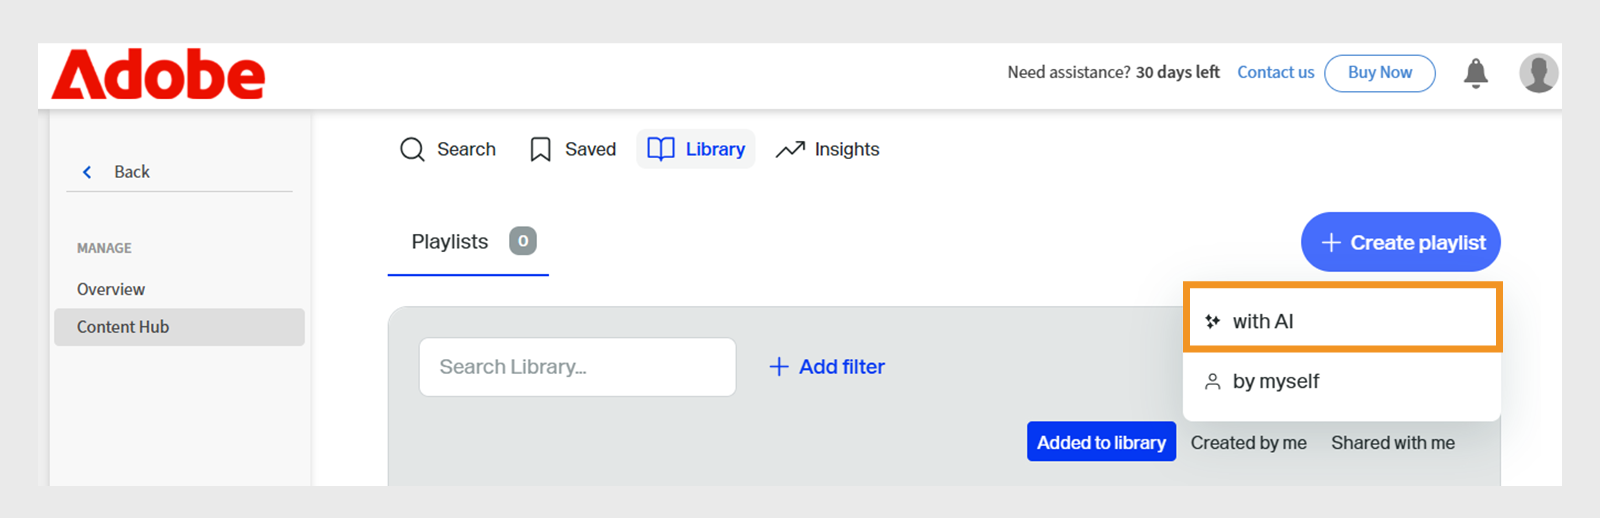 Adobe
Need assistance? 30 days left Contact us Buy Now
Back
MANAGE
Overview
Content Hub
Search Saved Library Insights
Playlists 0
Create playlist
with AI
by myself
Search Library...
Add filter
Added to library Created by me Shared with me